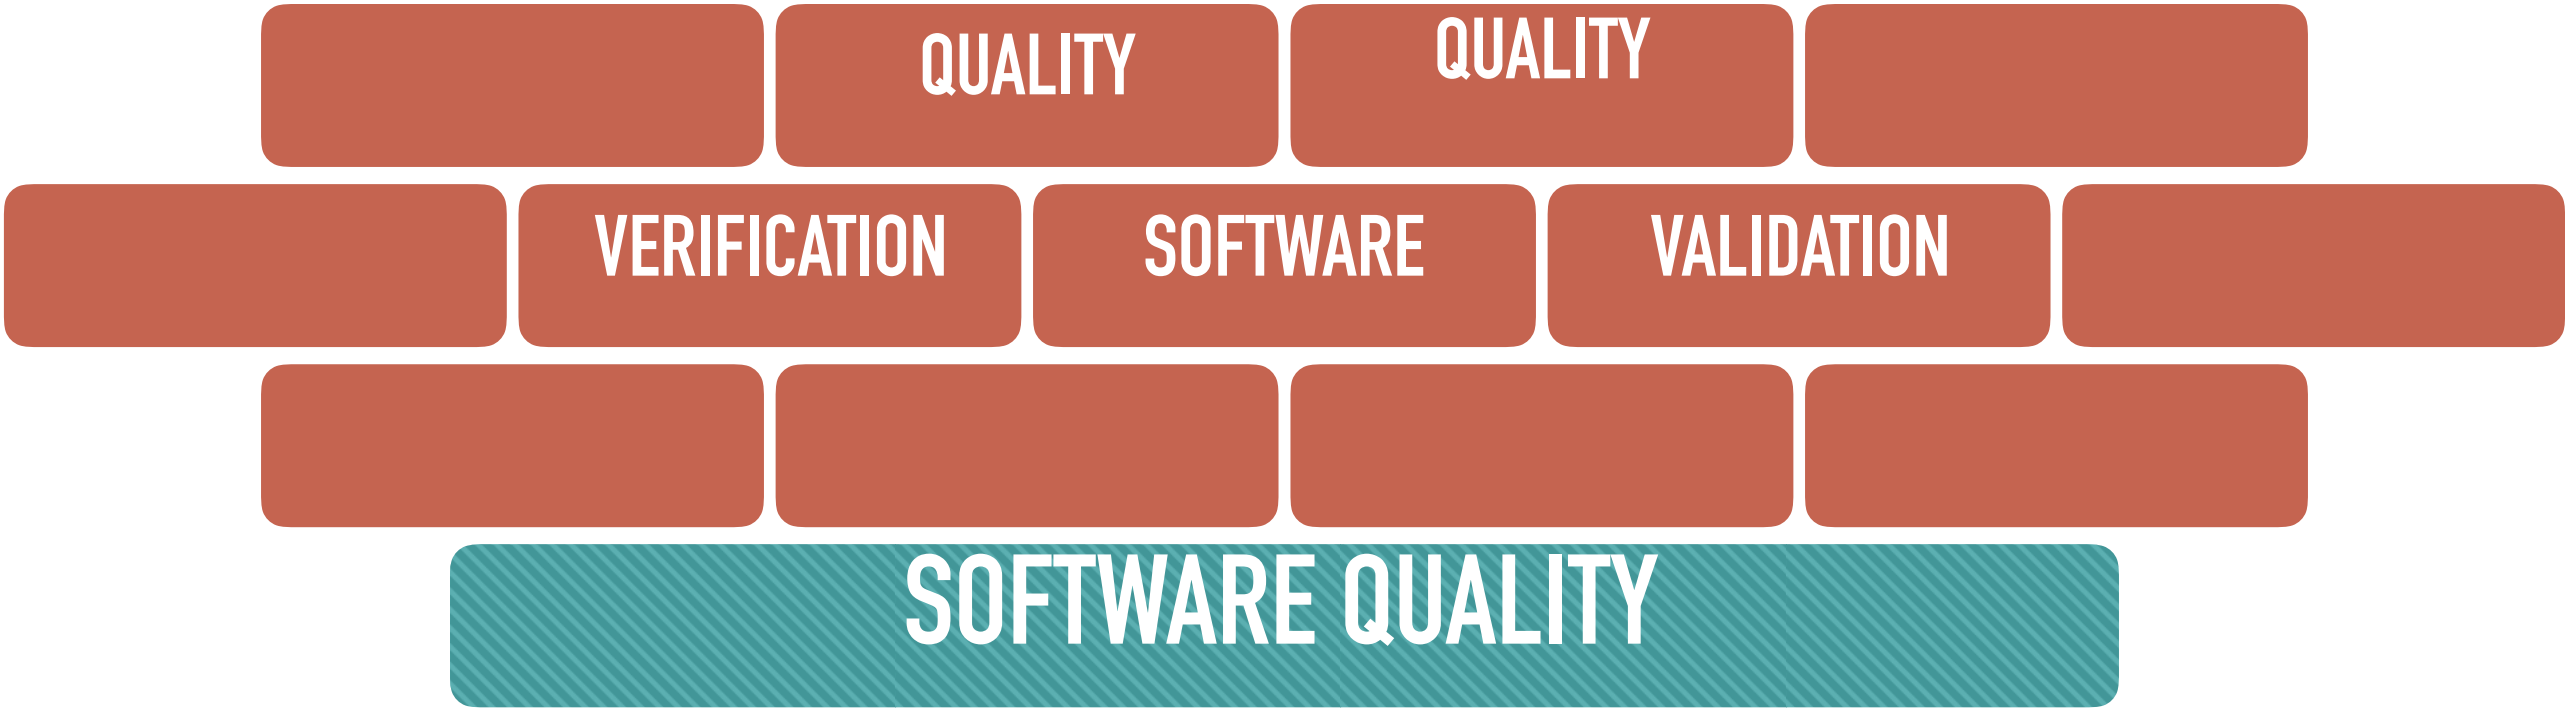 QUALITY
QUALITY
VERIFICATION
SOFTWARE
VALIDATION
SOFTWARE QUALITY